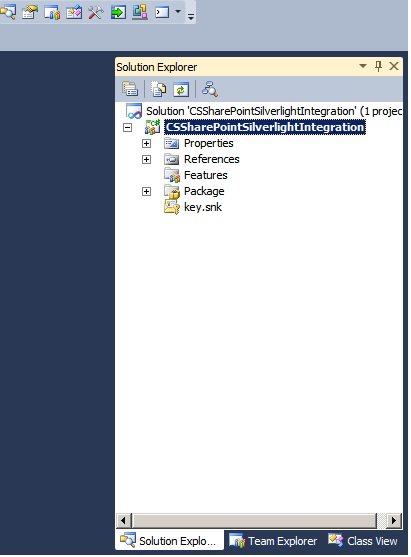 Solution Explorer
Solution 'CSSharePointSilverlightIntegration' (1 projec
CSSharePointSilverlightIntegration
Properties
References
Features
Package
key.snk
Solution Explo...
Team Explorer
Class View